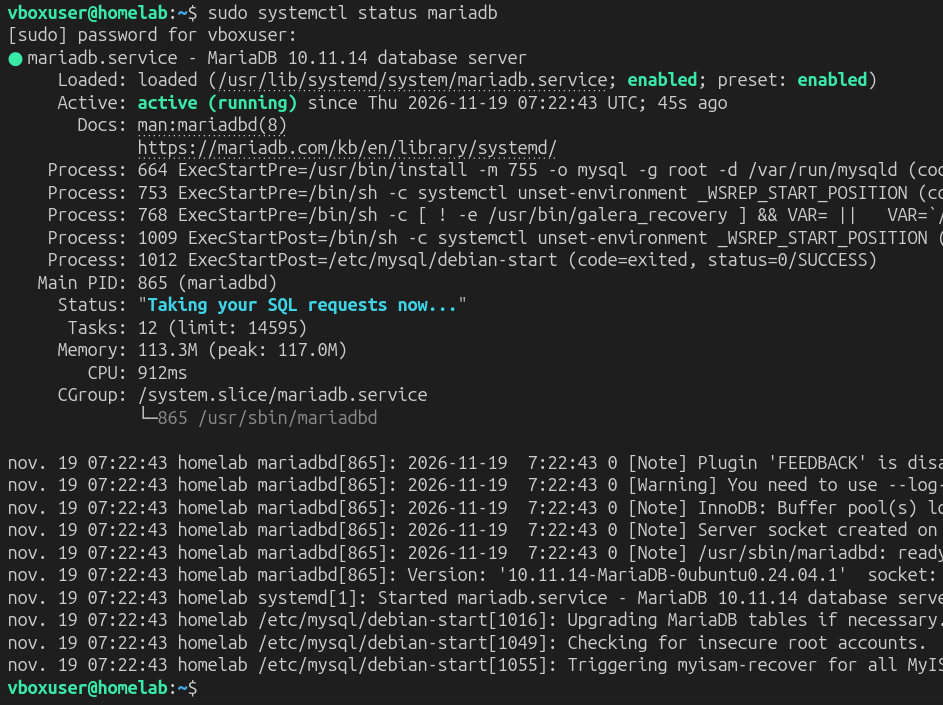 vboxuser@homelab:~$ sudo systemctl status mariadb
[sudo] password for vboxuser:
● mariadb.service - MariaDB 10.11.14 database server
     Loaded: loaded (/usr/lib/systemd/system/mariadb.service; enabled; preset: enabled)
     Active: active (running) since Thu 2026-11-19 07:22:43 UTC; 45s ago
       Docs: man:mariadbd(8)
             https://mariadb.com/kb/en/library/systemd/
    Process: 664 ExecStartPre=/usr/bin/install -m 755 -o mysql -g root -d /var/run/mysqld (cod
    Process: 753 ExecStartPre=/bin/sh -c systemctl unset-environment _WSREP_START_POSITION (co
    Process: 768 ExecStartPre=/bin/sh -c [ ! -e /usr/bin/galera_recovery ] && VAR= ||   VAR=`/
    Process: 1009 ExecStartPost=/bin/sh -c systemctl unset-environment _WSREP_START_POSITION (
    Process: 1012 ExecStartPost=/etc/mysql/debian-start (code=exited, status=0/SUCCESS)
   Main PID: 865 (mariadbd)
     Status: "Taking your SQL requests now..."
      Tasks: 12 (limit: 14595)
     Memory: 113.3M (peak: 117.0M)
        CPU: 912ms
     CGroup: /system.slice/mariadb.service
             └─865 /usr/sbin/mariadbd

nov. 19 07:22:43 homelab mariadbd[865]: 2026-11-19  7:22:43 0 [Note] Plugin 'FEEDBACK' is disa
nov. 19 07:22:43 homelab mariadbd[865]: 2026-11-19  7:22:43 0 [Warning] You need to use --log-
nov. 19 07:22:43 homelab mariadbd[865]: 2026-11-19  7:22:43 0 [Note] InnoDB: Buffer pool(s) lo
nov. 19 07:22:43 homelab mariadbd[865]: 2026-11-19  7:22:43 0 [Note] Server socket created on
nov. 19 07:22:43 homelab mariadbd[865]: 2026-11-19  7:22:43 0 [Note] /usr/sbin/mariadbd: ready
nov. 19 07:22:43 homelab mariadbd[865]: Version: '10.11.14-MariaDB-0ubuntu0.24.04.1'  socket:
nov. 19 07:22:43 homelab systemd[1]: Started mariadb.service - MariaDB 10.11.14 database serve
nov. 19 07:22:43 homelab /etc/mysql/debian-start[1016]: Upgrading MariaDB tables if necessary.
nov. 19 07:22:43 homelab /etc/mysql/debian-start[1049]: Checking for insecure root accounts.
nov. 19 07:22:43 homelab /etc/mysql/debian-start[1055]: Triggering myisam-recover for all MyIS
vboxuser@homelab:~$